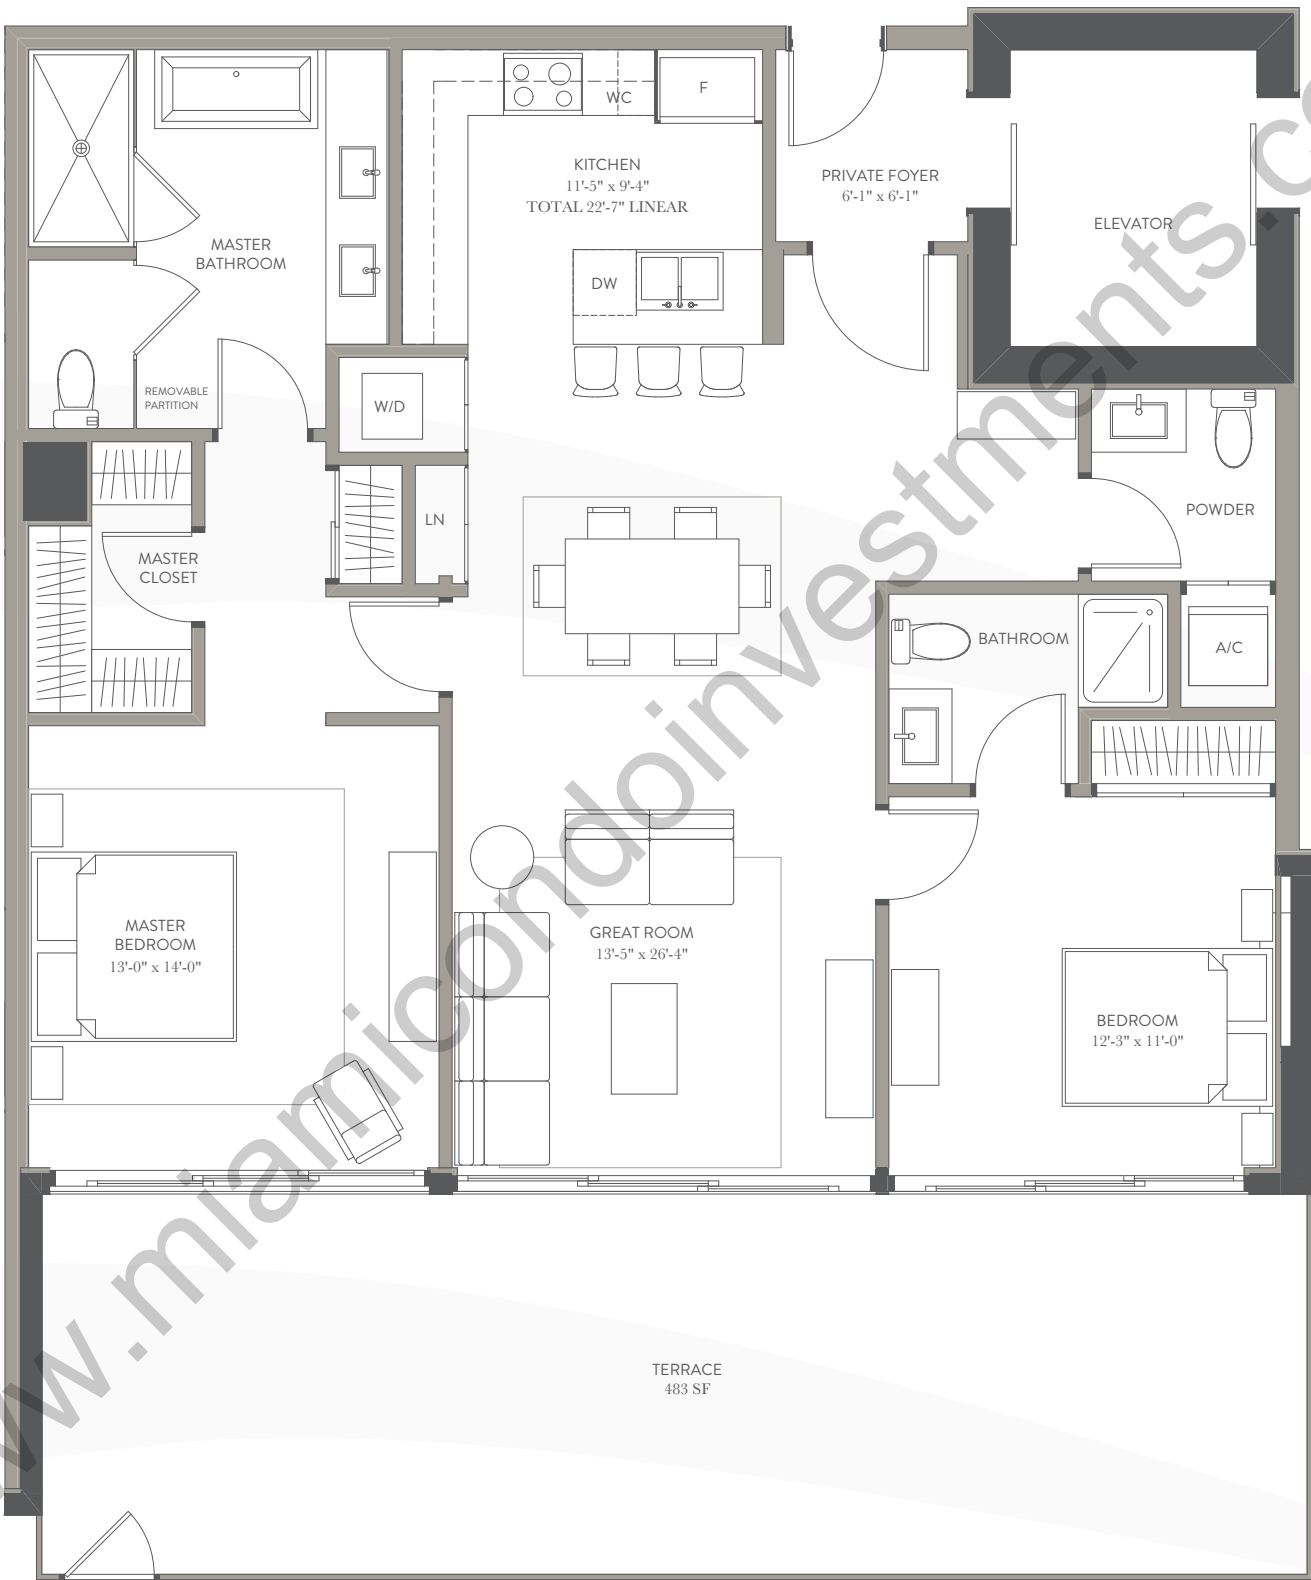 WC
F
KITCHEN
11'-5" x 9'-4"
TOTAL 22'-7" LINEAR
PRIVATE FOYER
6'-1" x 6'-1"
ELEVATOR
MASTER
BATHROOM
DW
REMOVABLE
PARTITION
W/D
LN
POWDER
MASTER
CLOSET
BATHROOM
A/C
MASTER
BEDROOM
13'-0" x 14'-0"
GREAT ROOM
13'-5" x 26'-4"
BEDROOM
12'-3" x 11'-0"
TERRACE
483 SF
www.miamicondoinvestments.com